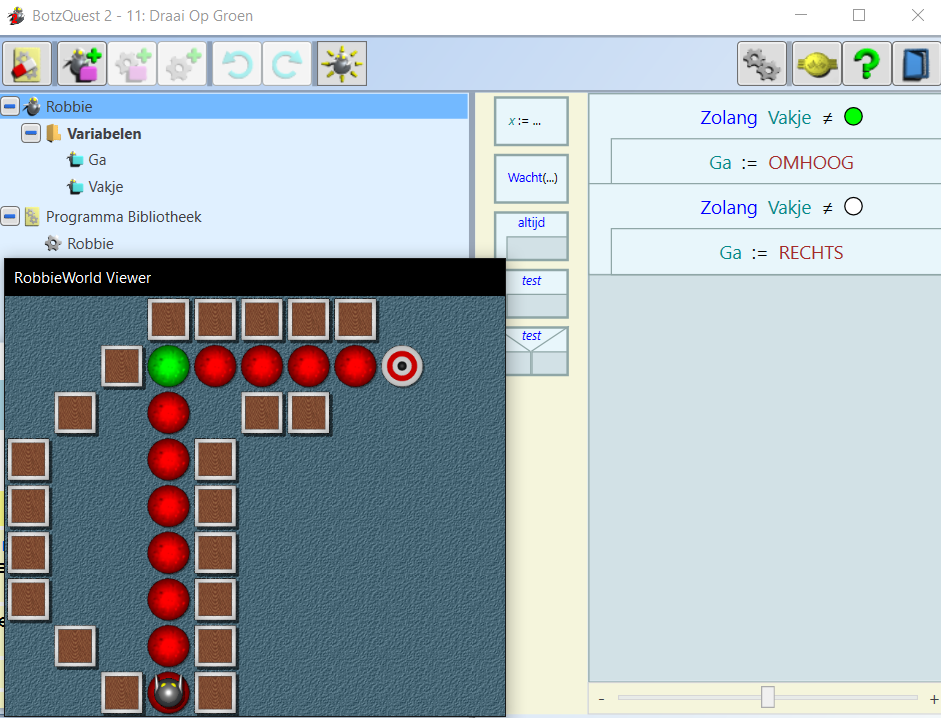 BotzQuest 2 - 11: Draai Op Groen
Robbie
Variabelen
Ga
Vakje
Programma Bibliotheek
Robbie
RobbieWorld Viewer
x := ...
Wacht(...)
altijd
test
test
Zolang Vakje ≠
Ga := OMHOOG
Zolang Vakje ≠
Ga := RECHTS
- +